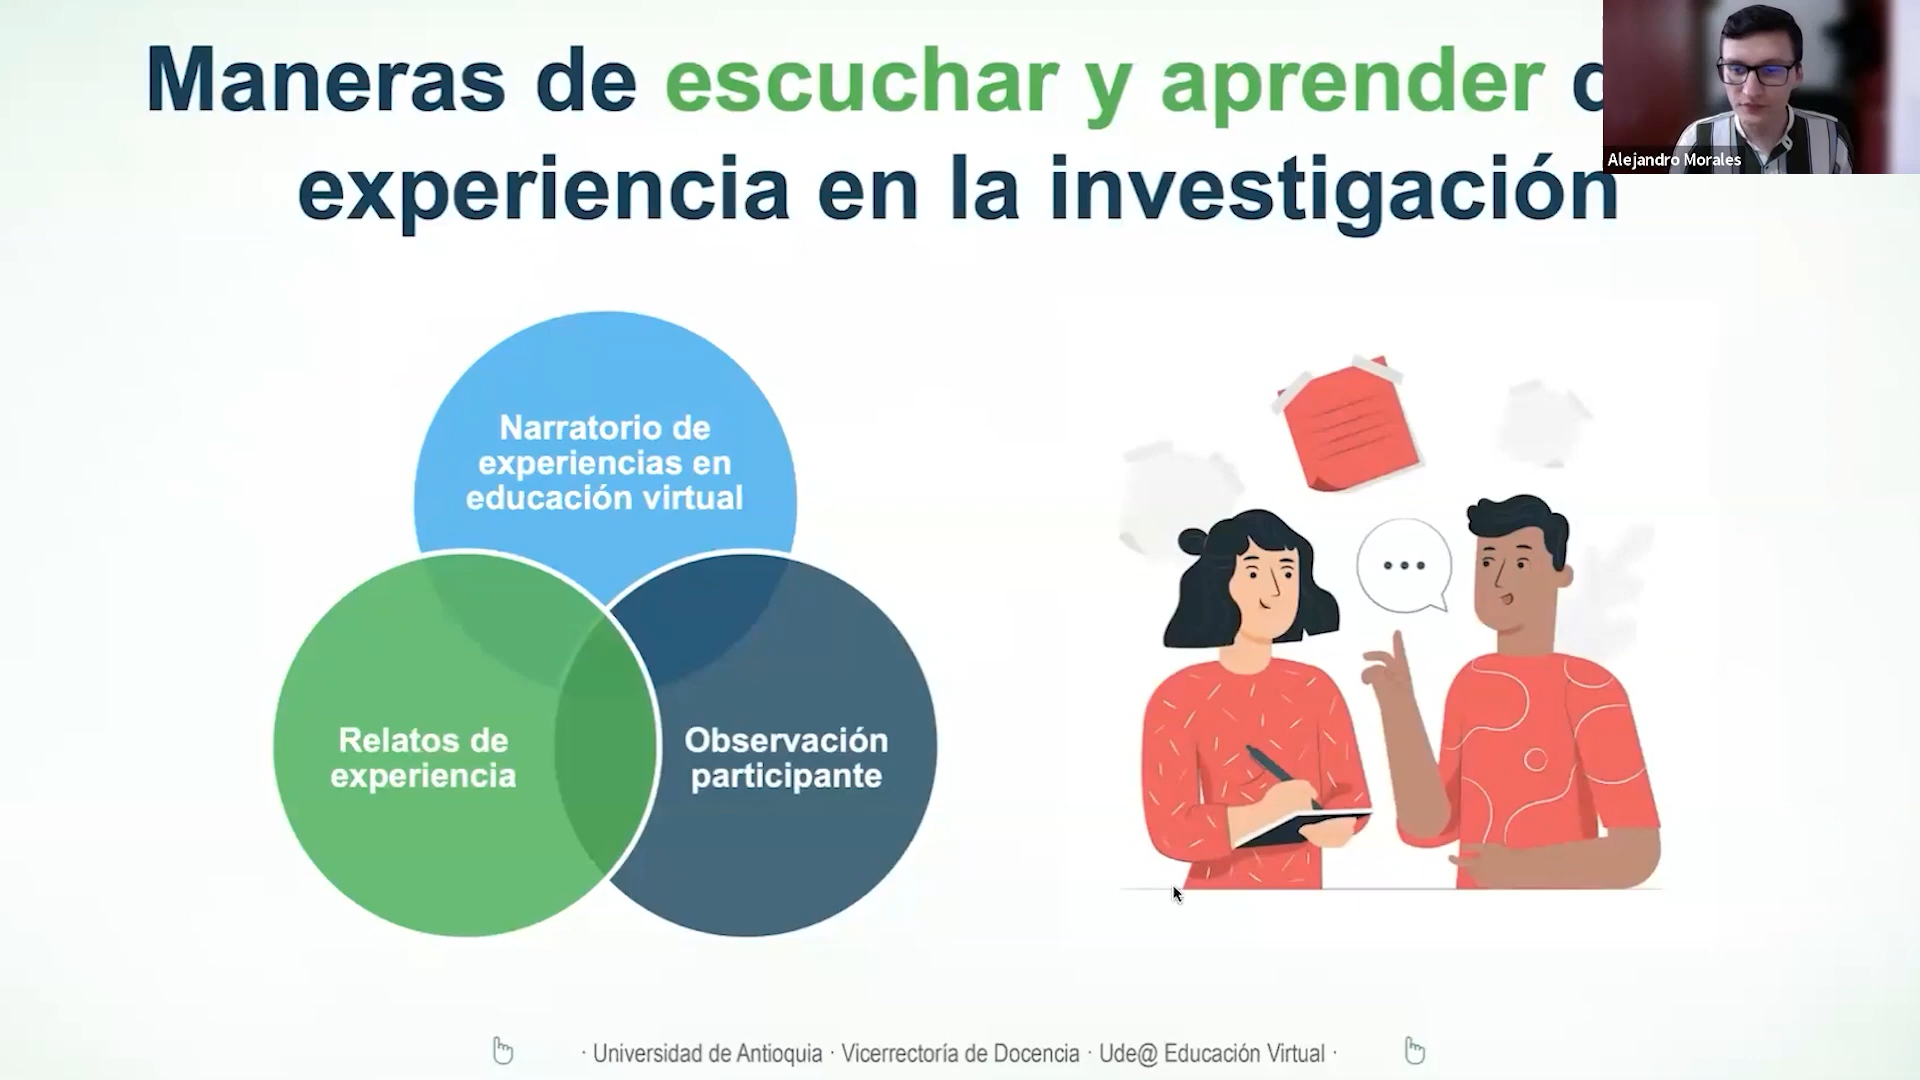 Maneras de escuchar y aprender
experiencia en la investigación
Alejandro Morales
Narratorio de
experiencias en
educación virtual
Relatos de
experiencia
Observación
participante
· Universidad de Antioquia · Vicerrectoría de Docencia · Ude@ Educación Virtual ·